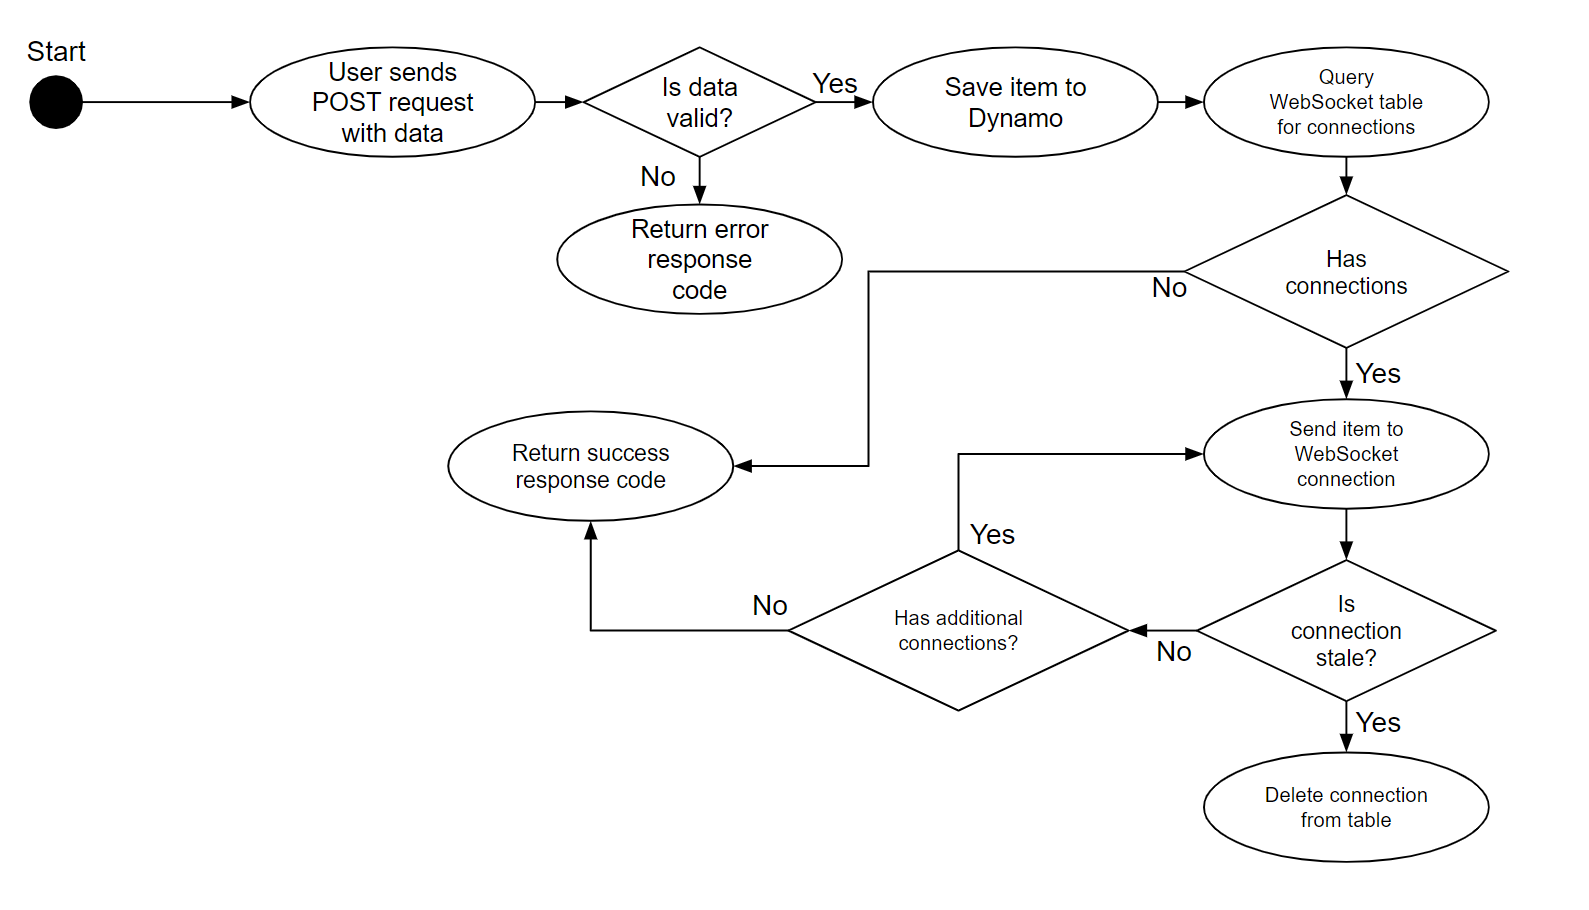 Start
User sends
POST request
with data
Is data
valid?
Yes
Save item to
Dynamo
Query
WebSocket table
for connections
No
Return error
response
code
Has
connections
No
Yes
Return success
response code
Send item to
WebSocket
connection
Yes
No
Has additional
connections?
Is
connection
stale?
No
Yes
Delete connection
from table